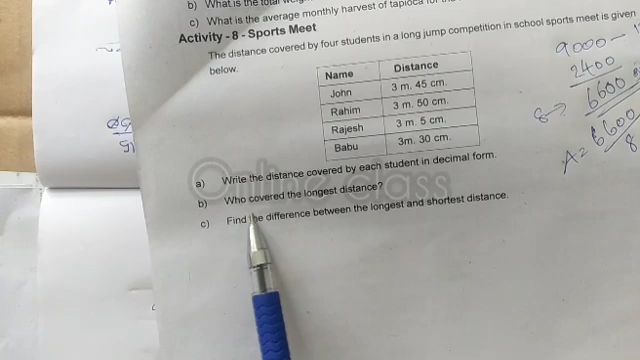 b) What is the total
c) What is the average monthly harvest of tapioca for the
Activity - 8 - Sports Meet
The distance covered by four students in a long jump competition in school sports meet is given
below.
Name Distance
John 3 m. 45 cm.
Rahim 3 m. 50 cm.
Rajesh 3 m. 5 cm.
Babu 3m. 30 cm.
a) Write the distance covered by each student in decimal form.
b) Who covered the longest distance?
c) Find the difference between the longest and shortest distance.
Online class
9000 -
2400
6600
A = 6600
8